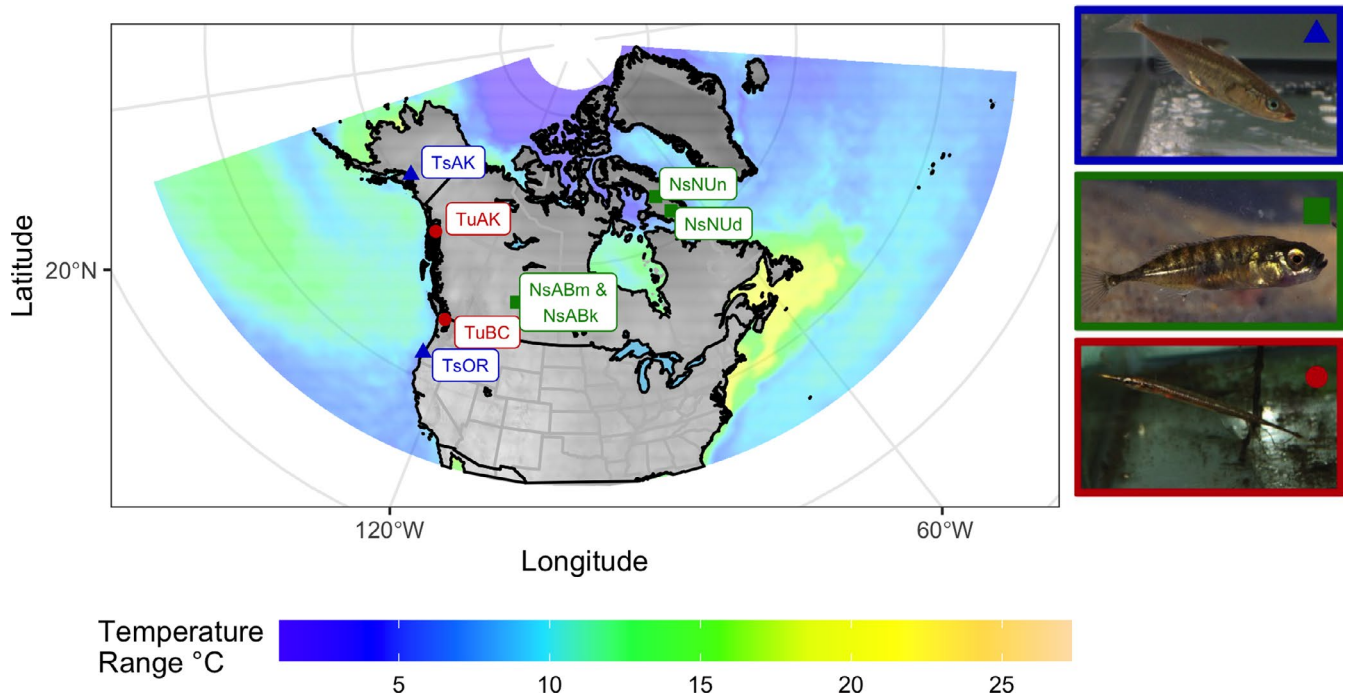 TsAK
TuAK
NsNUn
NsNUd
NsABm &
NsABk
TuBC
TsOR
Latitude
20°N
120°W
60°W
Longitude
Temperature
Range °C
5
10
15
20
25